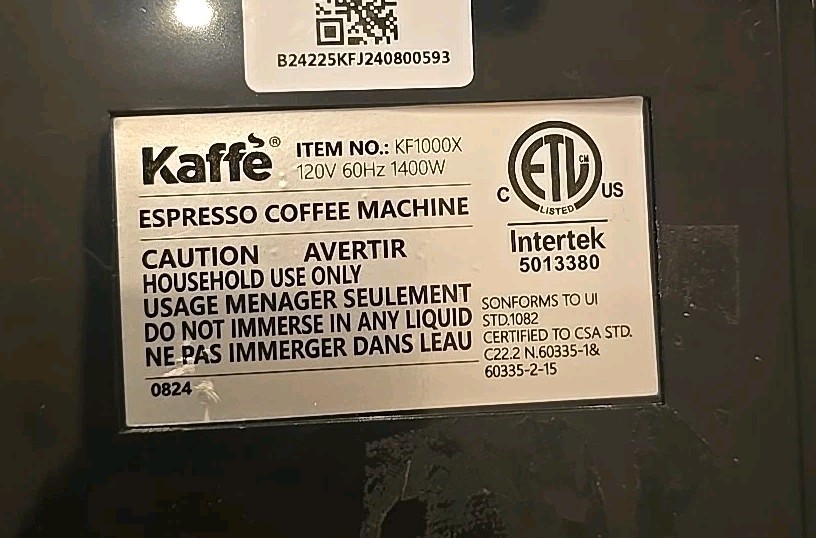 B24225KFJ240800593
Kaffē® ITEM NO.: KF1000X
120V 60Hz 1400W
ESPRESSO COFFEE MACHINE
CAUTION AVERTIR
HOUSEHOLD USE ONLY
USAGE MENAGER SEULEMENT
DO NOT IMMERSE IN ANY LIQUID
NE PAS IMMERGER DANS LEAU
0824
C ETL CM US
LISTED
Intertek
5013380
SONFORMS TO UI
STD.1082
CERTIFIED TO CSA STD.
C22.2 N.60335-1&
60335-2-15